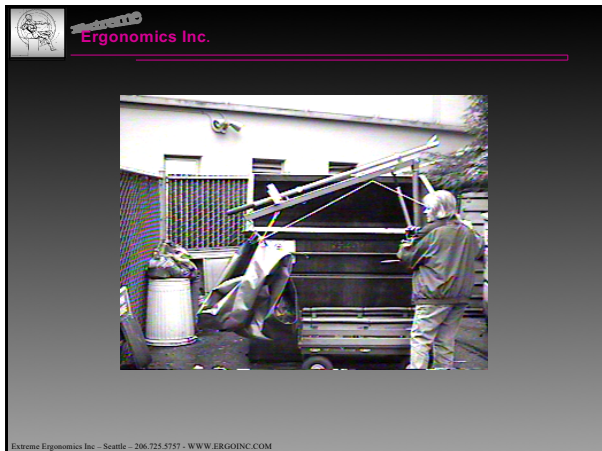 Extreme
Ergonomics Inc.
Extreme Ergonomics Inc – Seattle – 206.725.5757 - WWW.ERGOINC.COM